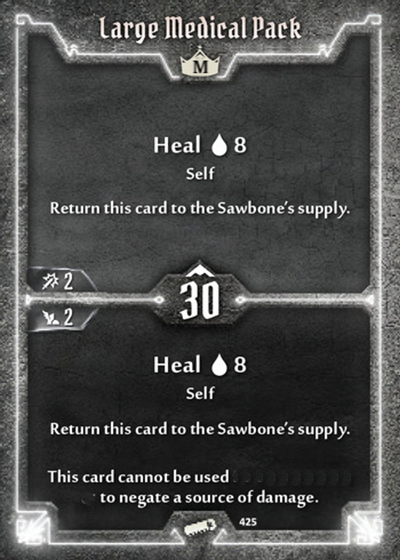 Large Medical Pack
M
Heal 8
Self
Return this card to the Sawbone's supply.
2
30
2
Heal 8
Self
Return this card to the Sawbone's supply.
This card cannot be used
to negate a source of damage.
425